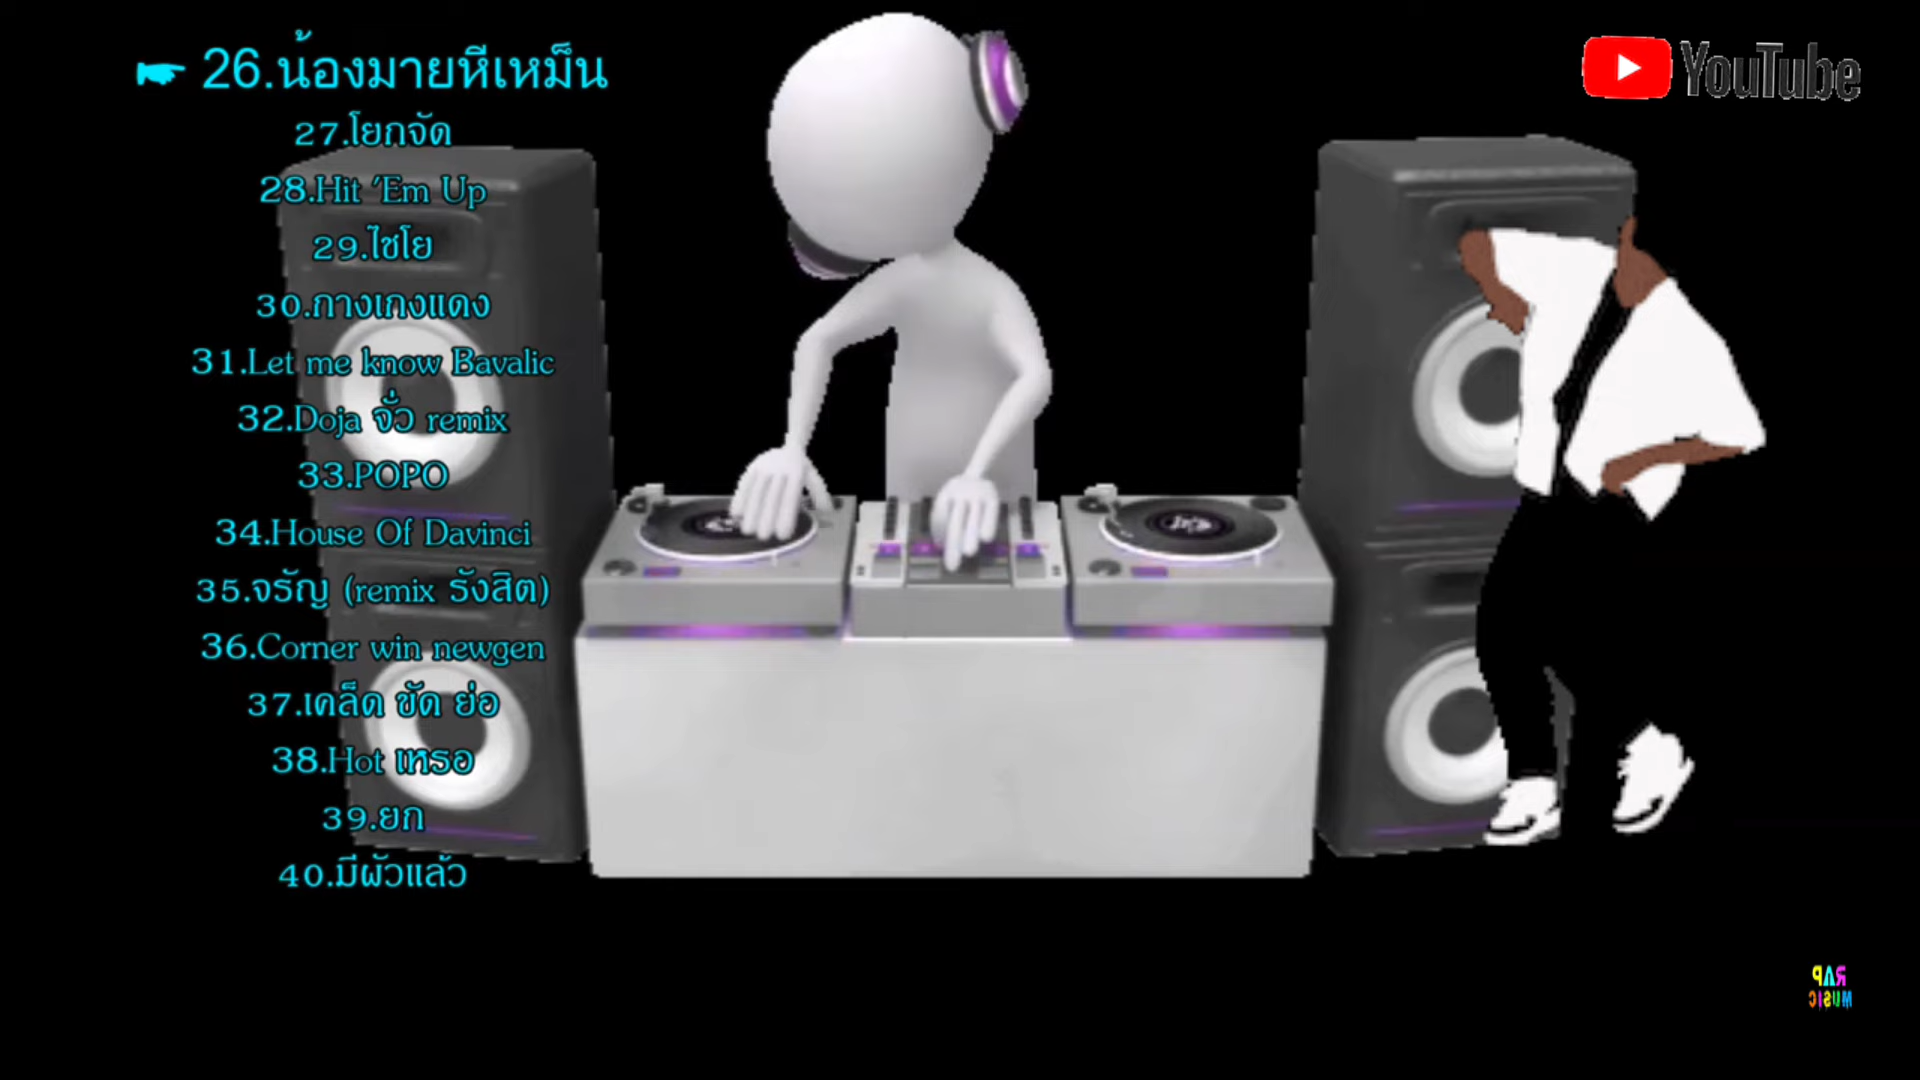 ☛ 26.น้องมายหีเหม็น
27.โยกจัด
28.Hit 'Em Up
29.ไชโย
30.กางเกงแดง
31.Let me know Bavalic
32.Doja จั่ว remix
33.POPO
34.House Of Davinci
35.จรัญ (remix รังสิต)
36.Corner win newgen
37.เคล็ด ขัด ย่อ
38.Hot เหรอ
39.ยก
40.มีผัวแล้ว
YouTube
RAP
MUSIC